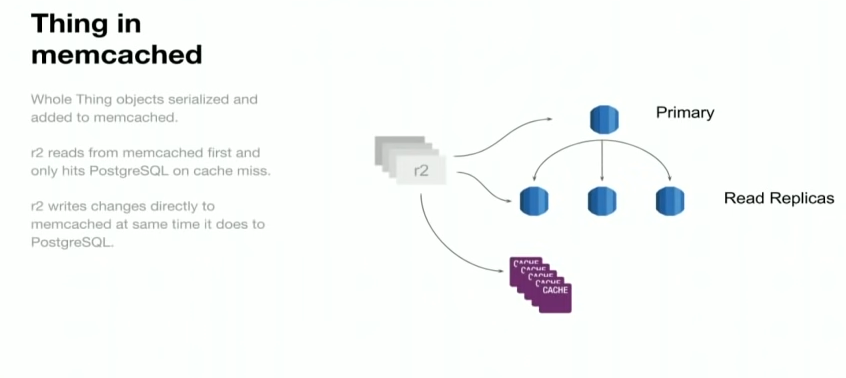 Thing in
memcached
Whole Thing objects serialized and
added to memcached.
r2 reads from memcached first and
only hits PostgreSQL on cache miss.
r2 writes changes directly to
memcached at same time it does to
PostgreSQL.
r2
Primary
Read Replicas
CACHE
CACHE
CACHE
CACHE
CACHE